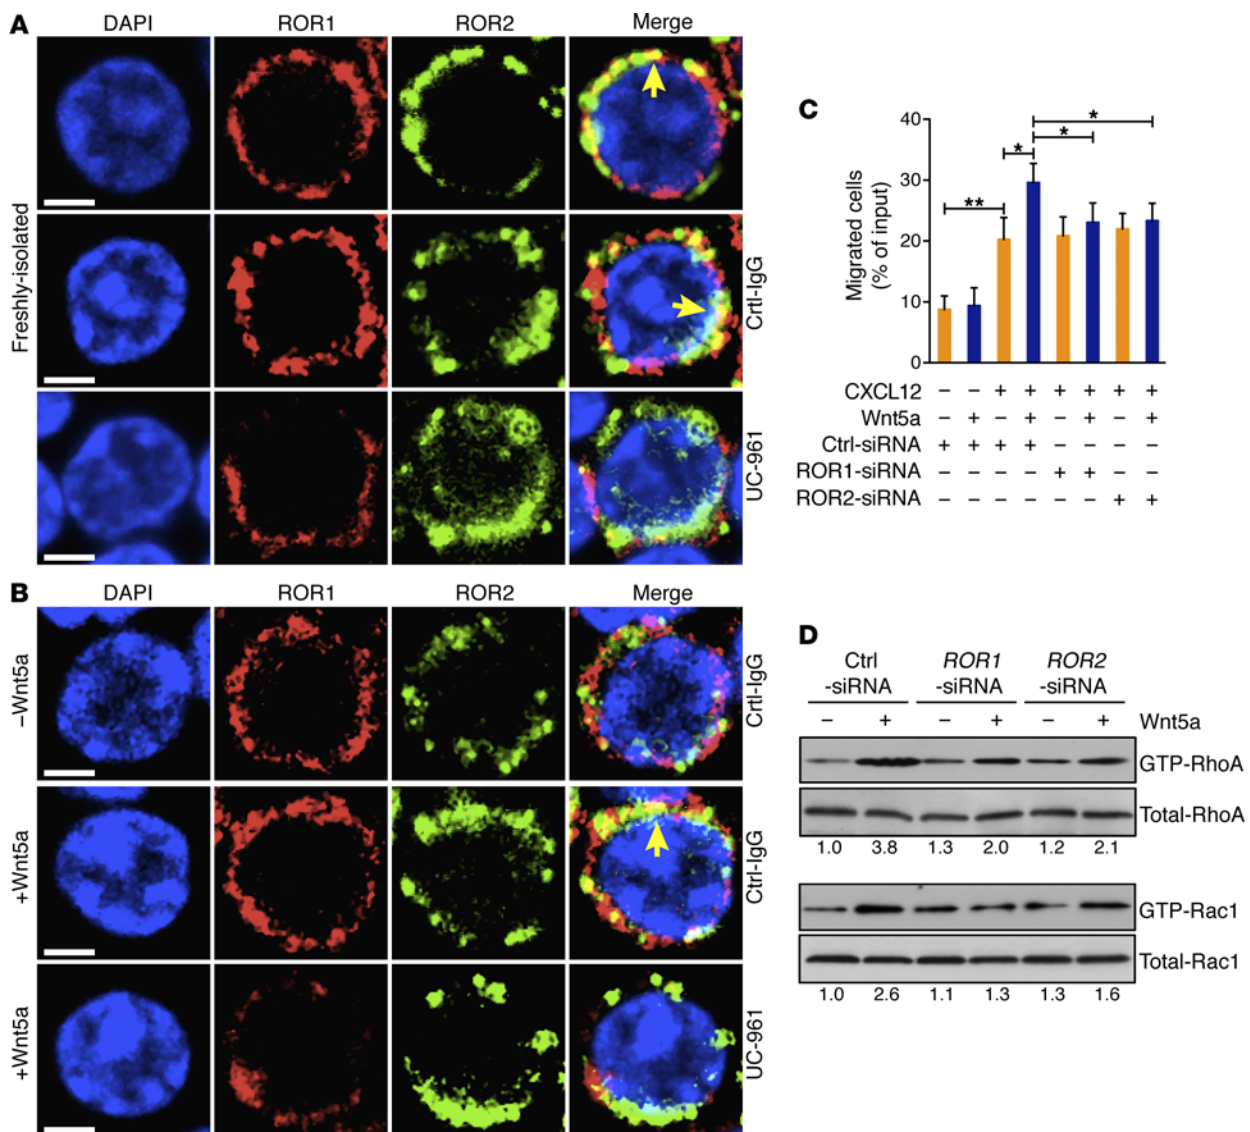 A
DAPI ROR1 ROR2 Merge
Freshly-isolated
Crtl-IgG
UC-961
B
DAPI ROR1 ROR2 Merge
–Wnt5a
Crtl-IgG
+Wnt5a
Ctrl-IgG
+Wnt5a
UC-961
C
Migrated cells
(% of input)
40
30
20
10
0
** * * *
CXCL12 – – + + + + + +
Wnt5a – + – + – + – +
Ctrl-siRNA + + + + – – – –
ROR1-siRNA – – – – + + – –
ROR2-siRNA – – – – – – + +
D
Ctrl ROR1 ROR2
-siRNA -siRNA -siRNA
– + – + – + Wnt5a
GTP-RhoA
Total-RhoA
1.0 3.8 1.3 2.0 1.2 2.1
GTP-Rac1
Total-Rac1
1.0 2.6 1.1 1.3 1.3 1.6